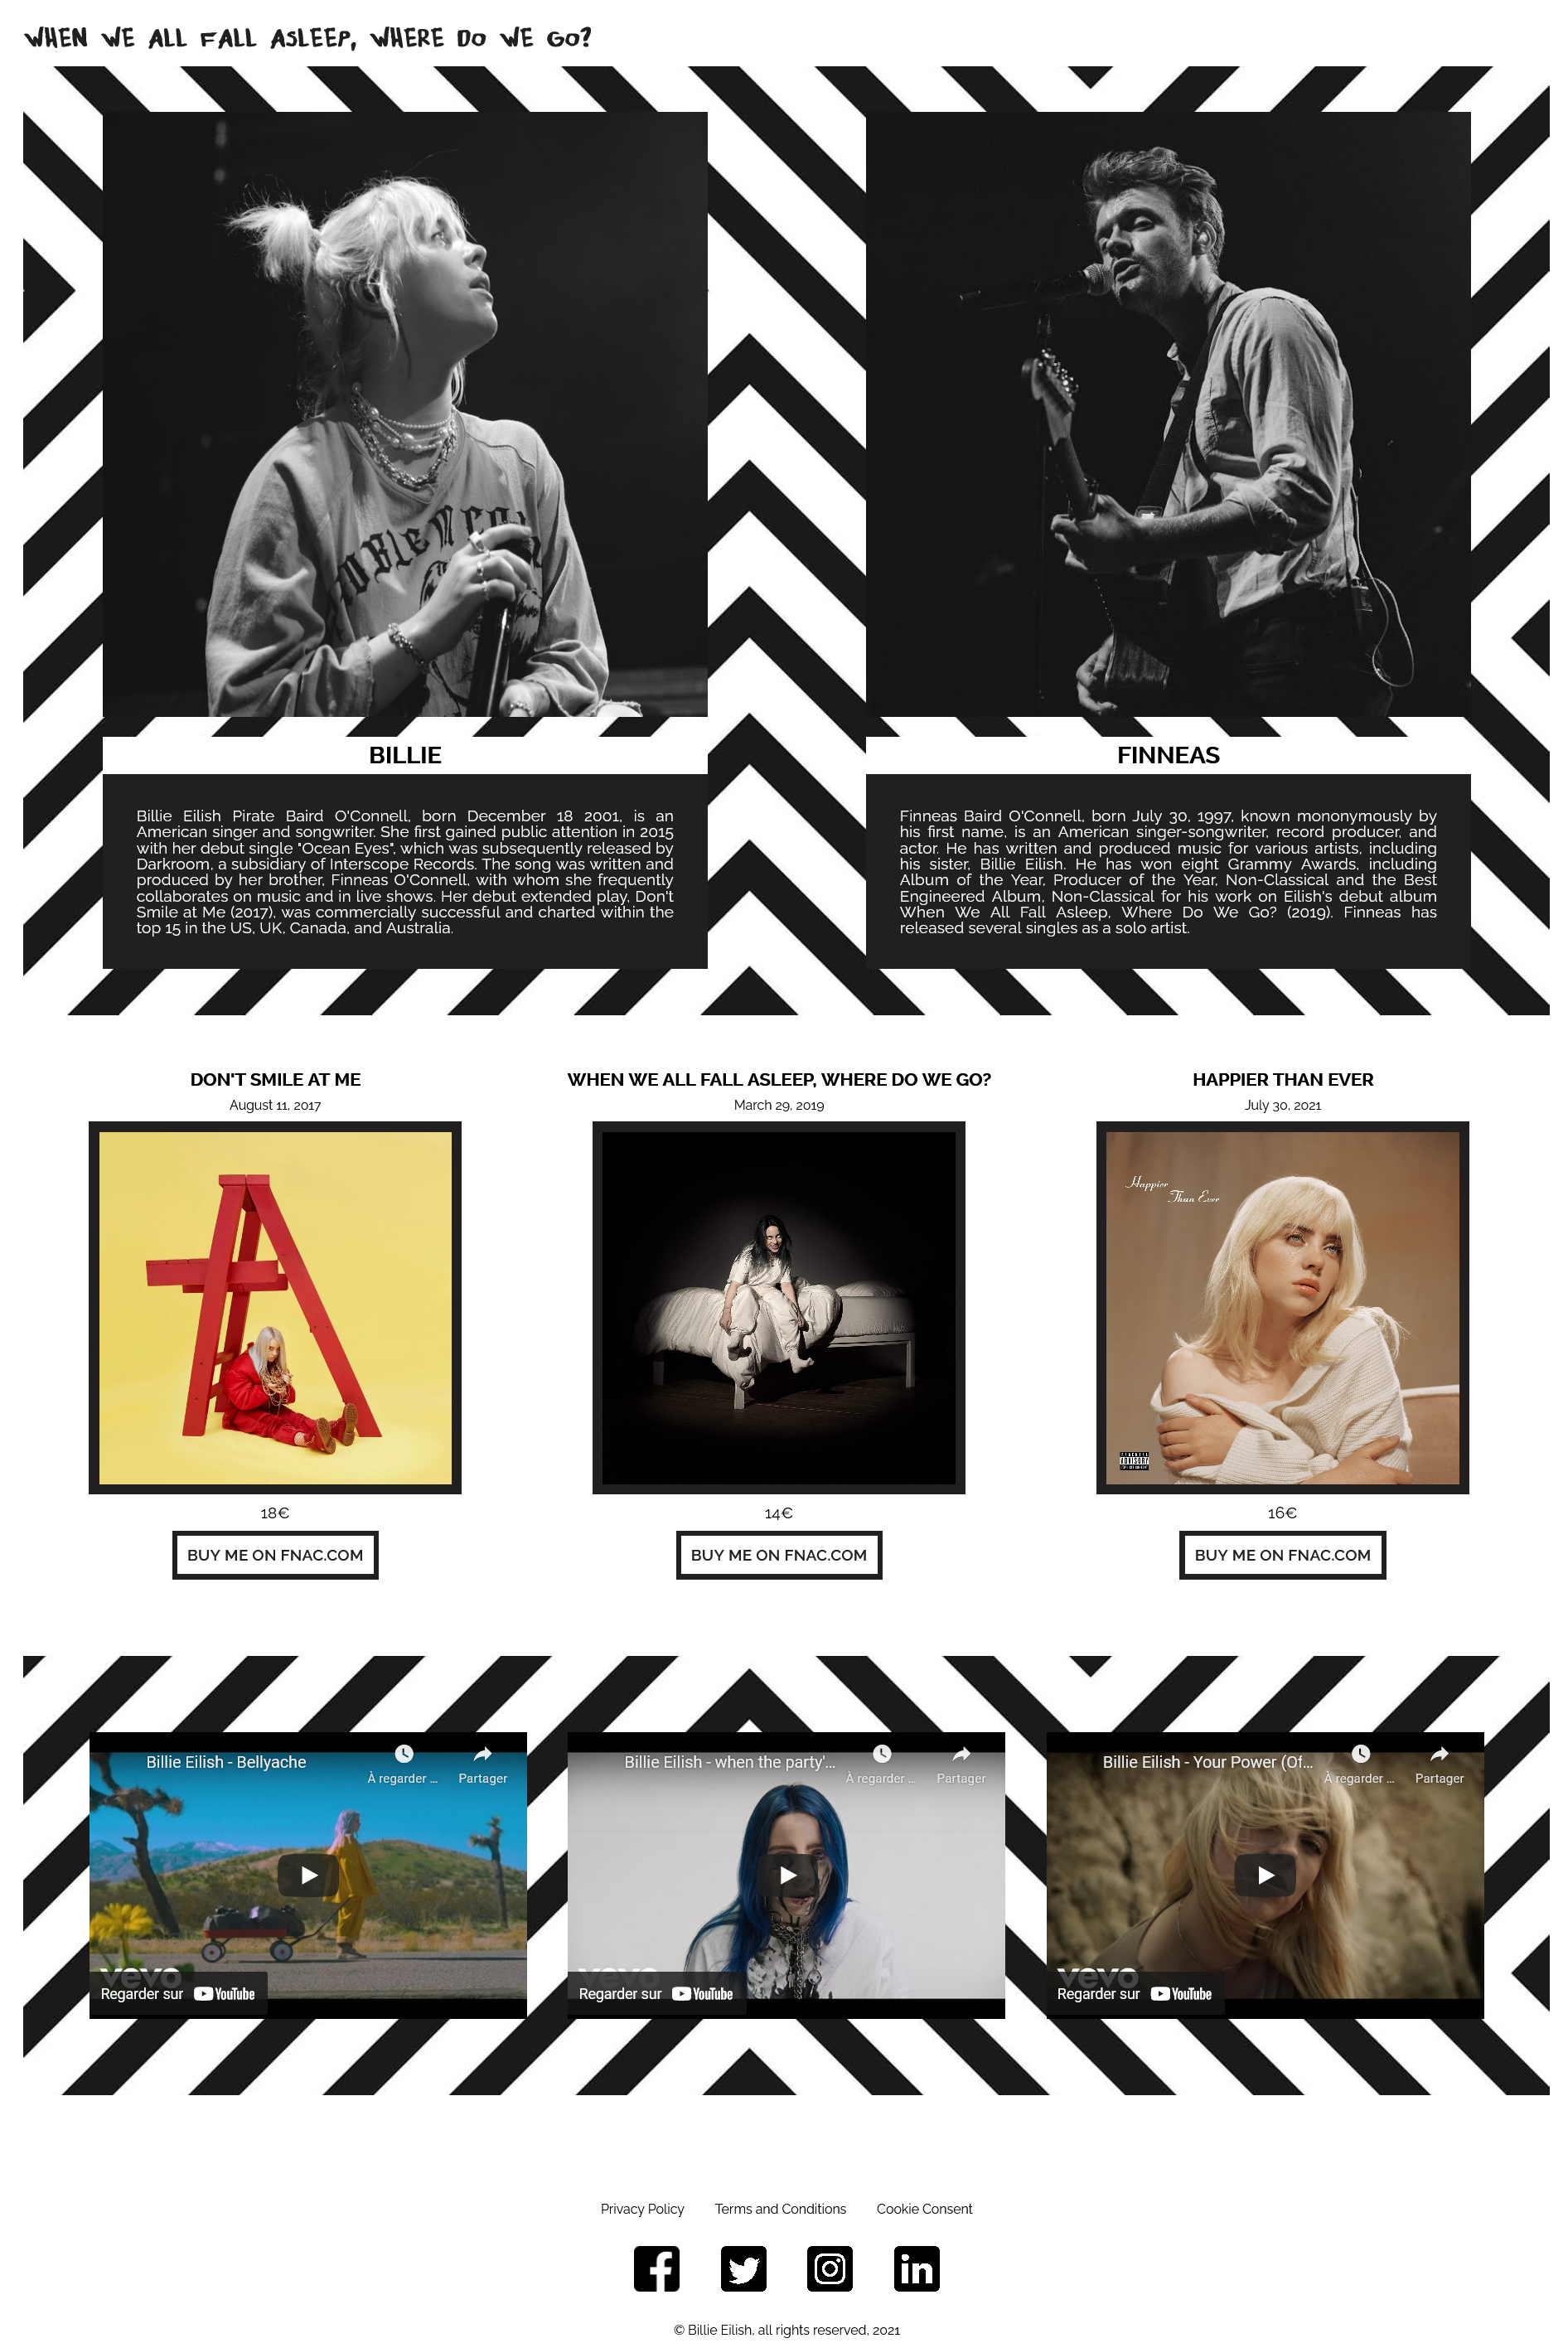 WHEN WE ALL FALL ASLEEP, WHERE DO WE GO?
BILLIE
Billie Eilish Pirate Baird O'Connell, born December 18 2001, is an
American singer and songwriter. She first gained public attention in 2015
with her debut single "Ocean Eyes", which was subsequently released by
Darkroom, a subsidiary of Interscope Records. The song was written and
produced by her brother, Finneas O'Connell, with whom she frequently
collaborates on music and in live shows. Her debut extended play, Don't
Smile at Me (2017), was commercially successful and charted within the
top 15 in the US, UK, Canada, and Australia.
FINNEAS
Finneas Baird O'Connell, born July 30, 1997, known mononymously by
his first name, is an American singer-songwriter, record producer, and
actor. He has written and produced music for various artists, including
his sister, Billie Eilish. He has won eight Grammy Awards, including
Album of the Year, Producer of the Year, Non-Classical and the Best
Engineered Album, Non-Classical for his work on Eilish's debut album
When We All Fall Asleep, Where Do We Go? (2019). Finneas has
released several singles as a solo artist.
DON'T SMILE AT ME
August 11, 2017
18€
BUY ME ON FNAC.COM
WHEN WE ALL FALL ASLEEP, WHERE DO WE GO?
March 29, 2019
14€
BUY ME ON FNAC.COM
HAPPIER THAN EVER
July 30, 2021
Happier
Than Ever
ADVISORY
16€
BUY ME ON FNAC.COM
Billie Eilish - Bellyache
À regarder ...
Partager
vevo
Regarder sur YouTube
Billie Eilish - when the party'...
À regarder ...
Partager
vevo
Regarder sur YouTube
Billie Eilish - Your Power (Of...
À regarder ...
Partager
vevo
Regarder sur YouTube
Privacy Policy Terms and Conditions Cookie Consent
© Billie Eilish, all rights reserved, 2021